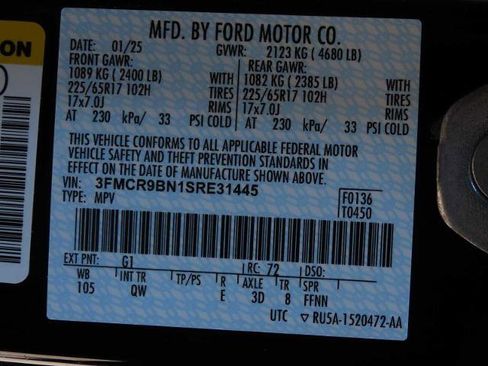 MFD. BY FORD MOTOR CO.
DATE: 01/25 GVWR: 2123 KG ( 4680 LB)
FRONT GAWR: REAR GAWR:
1089 KG ( 2400 LB) 1082 KG ( 2385 LB)
225/65R17 102H TIRES 225/65R17 102H TIRES
17x7.0J RIMS 17x7.0J RIMS
AT 230 kPa/ 33 PSI COLD AT 230 kPa/ 33 PSI COLD
THIS VEHICLE CONFORMS TO ALL APPLICABLE FEDERAL MOTOR
VEHICLE SAFETY AND THEFT PREVENTION STANDARDS IN
EFFECT ON THE DATE OF MANUFACTURE SHOWN ABOVE.
VIN: 3FMCR9BN1SRE31445 F0136
TYPE: MPV T0450
EXT PNT: G1 RC: 72 DSO:
WB INT TR TP/PS R AXLE TR SPR
105 QW E 3D 8 FFNN
UTC RU5A-1520472-AA